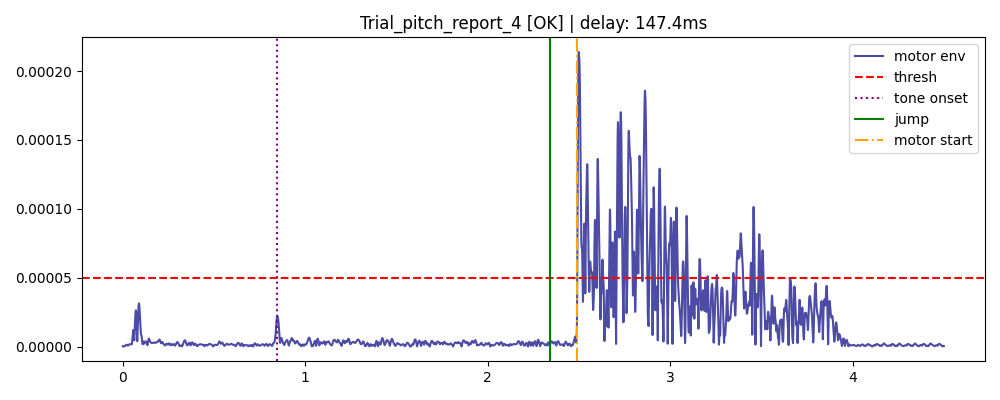 Trial_pitch_report_4 [OK] | delay: 147.4ms
0.00020
0.00015
0.00010
0.00005
0.00000
motor env
thresh
tone onset
jump
motor start
0 1 2 3 4